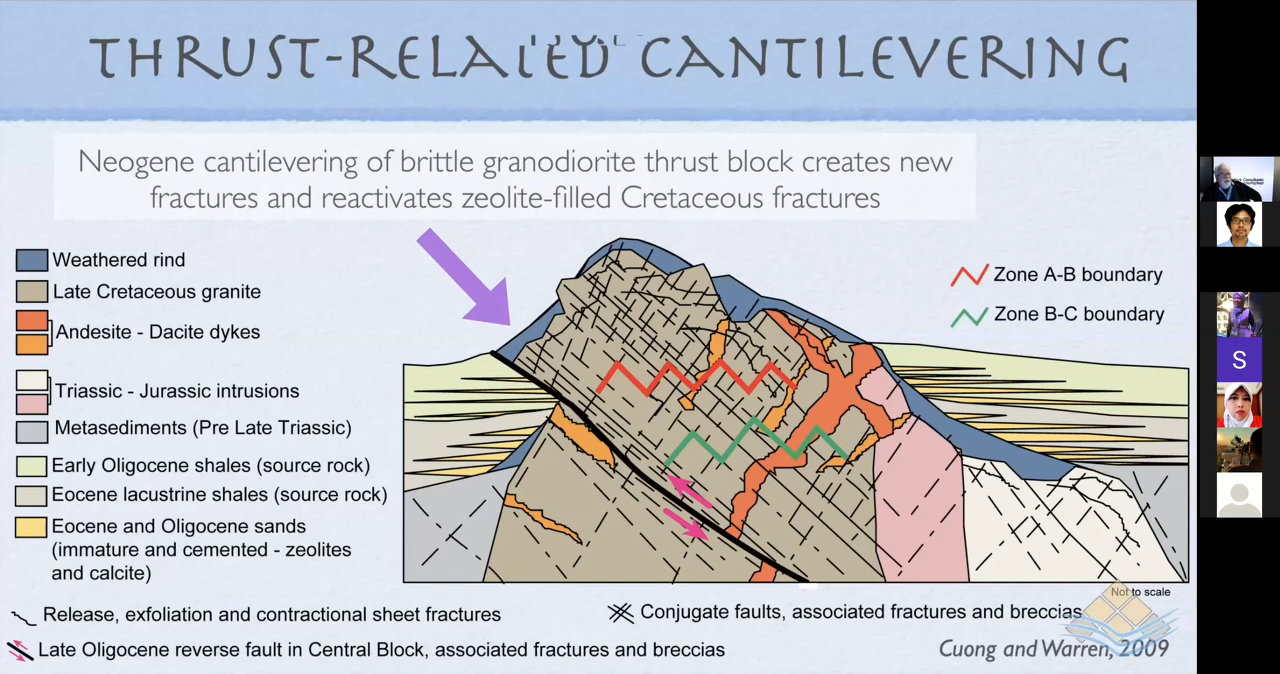 THRUST-RELATED CANTILEVERING
Neogene cantilevering of brittle granodiorite thrust block creates new
fractures and reactivates zeolite-filled Cretaceous fractures
Weathered rind
Late Cretaceous granite
Andesite - Dacite dykes
Triassic - Jurassic intrusions
Metasediments (Pre Late Triassic)
Early Oligocene shales (source rock)
Eocene lacustrine shales (source rock)
Eocene and Oligocene sands
(immature and cemented - zeolites
and calcite)
Zone A-B boundary
Zone B-C boundary
Not to scale
Release, exfoliation and contractional sheet fractures
Conjugate faults, associated fractures and breccias
Late Oligocene reverse fault in Central Block, associated fractures and breccias
Cuong and Warren, 2009
S